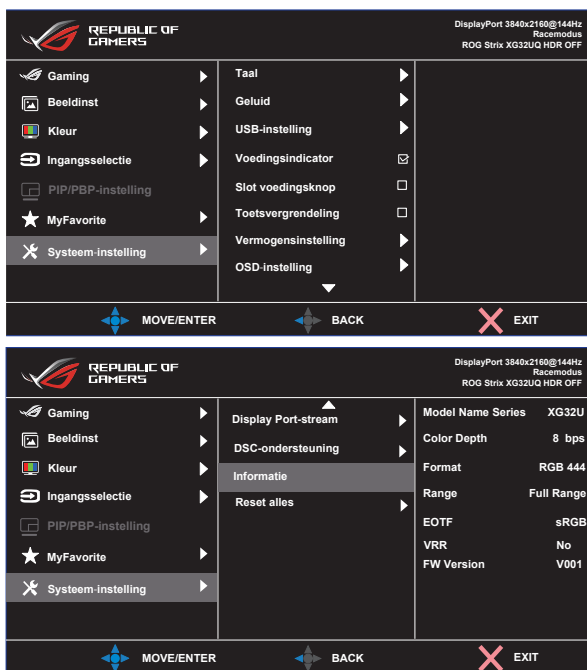 REPUBLIC OF
GAMERS
DisplayPort 3840x2160@144Hz
Racemodus
ROG Strix XG32UQ HDR OFF
Gaming
Beeldinst
Kleur
Ingangsselectie
PIP/PBP-instelling
MyFavorite
Systeem-instelling
Taal
Geluid
USB-instelling
Voedingsindicator
Slot voedingsknop
Toetsvergrendeling
Vermogensinstelling
OSD-instelling
MOVE/ENTER BACK EXIT
REPUBLIC OF
GAMERS
DisplayPort 3840x2160@144Hz
Racemodus
ROG Strix XG32UQ HDR OFF
Gaming
Beeldinst
Kleur
Ingangsselectie
PIP/PBP-instelling
MyFavorite
Systeem-instelling
Display Port-stream
DSC-ondersteuning
Informatie
Reset alles
Model Name Series XG32U
Color Depth 8 bps
Format RGB 444
Range Full Range
EOTF sRGB
VRR No
FW Version V001
MOVE/ENTER BACK EXIT